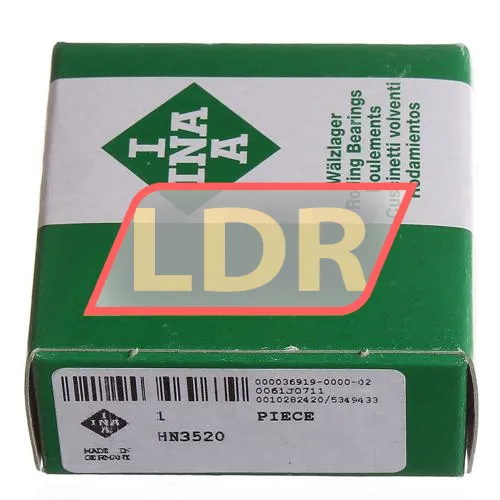 I
INA
A
Wälzlager
Rolling Bearings
Roulements
Cuscinetti volventi
Rodamientos
LDR
000036919-0000-02
0061J0711
0010282420/5349433
1 PIECE
HN3520
I
INA
A
MADE IN
GERMANY